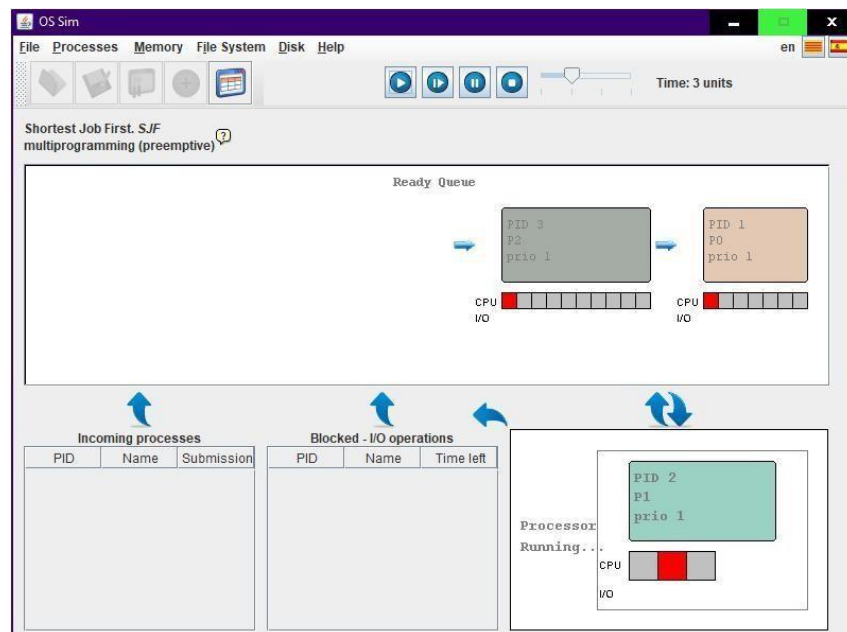 OS Sim
File Processes Memory File System Disk Help en
Time: 3 units
Shortest Job First. SJF
multiprogramming (preemptive) ?
Ready Queue
PID 3
P2
prio 1
CPU
I/O
PID 1
P0
prio 1
CPU
I/O
Incoming processes
PID Name Submission
Blocked - I/O operations
PID Name Time left
Processor
Running...
PID 2
P1
prio 1
CPU
I/O